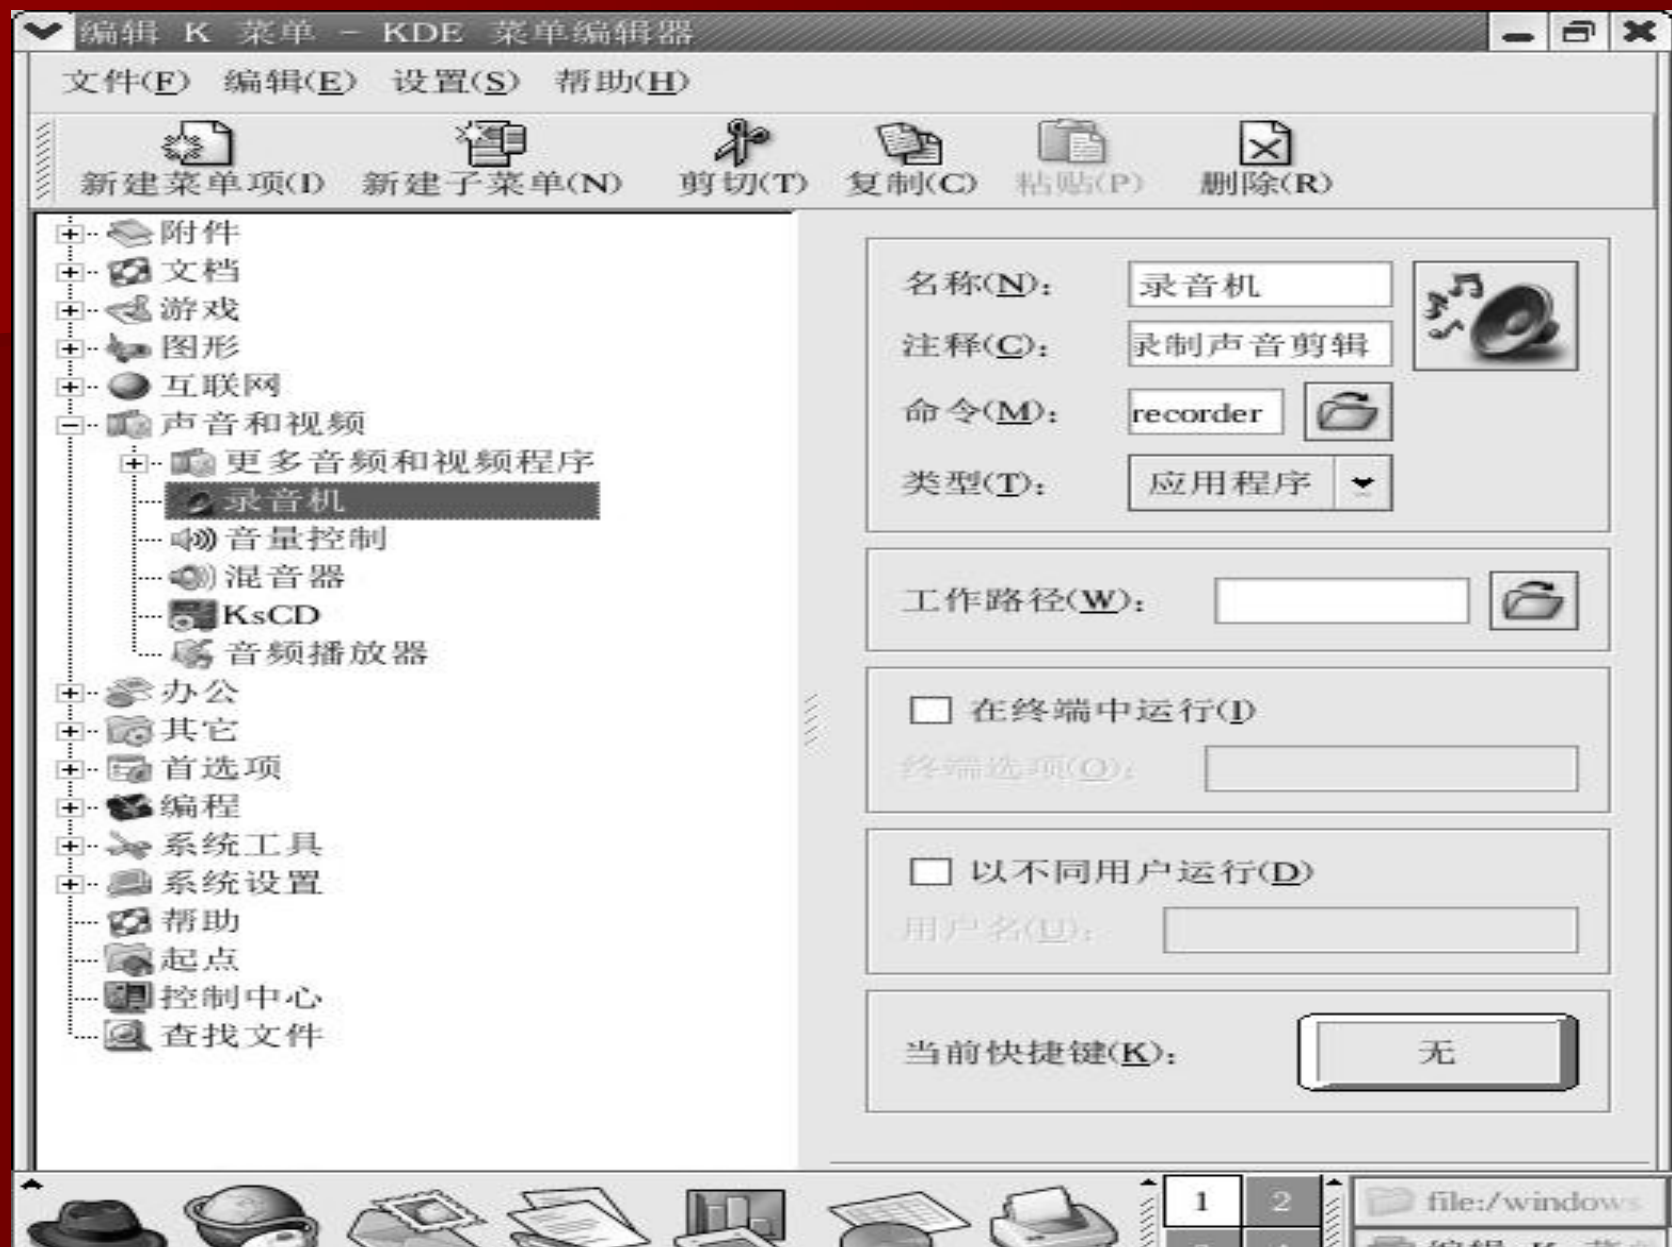 编辑 K 菜单 - KDE 菜单编辑器
文件(F) 编辑(E) 设置(S) 帮助(H)
新建菜单项(I) 新建子菜单(N) 剪切(T) 复制(C) 粘贴(P) 删除(R)
附件
文档
游戏
图形
互联网
声音和视频
更多音频和视频程序
录音机
音量控制
混音器
KsCD
音频播放器
办公
其它
首选项
编程
系统工具
系统设置
帮助
起点
控制中心
查找文件
名称(N): 录音机
注释(C): 录制声音剪辑
命令(M): recorder
类型(T): 应用程序
工作路径(W):
在终端中运行(I)
终端选项(O):
以不同用户运行(D)
用户名(U):
当前快捷键(K): 无
1 2
file:/windows
编辑 K 菜